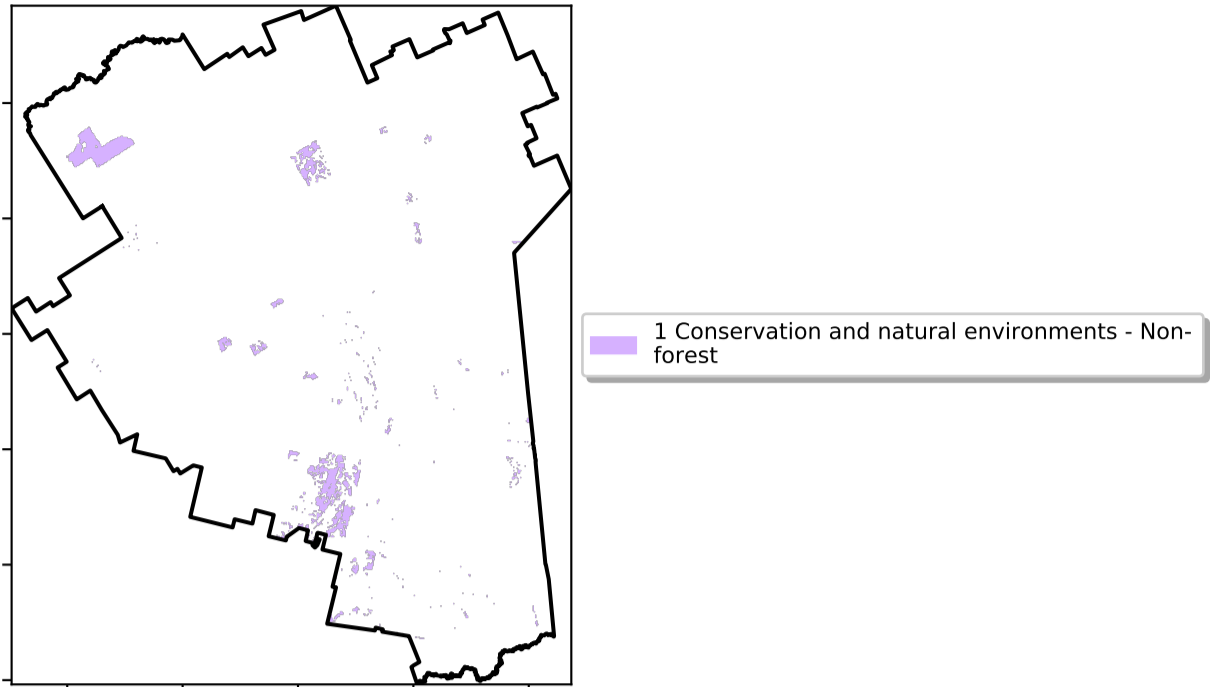 1 Conservation and natural environments - Non-
forest